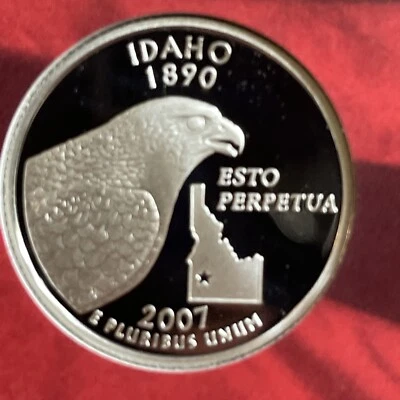 IDAHO
1890
ESTO
PERPETUA
2007
E PLURIBUS UNUM